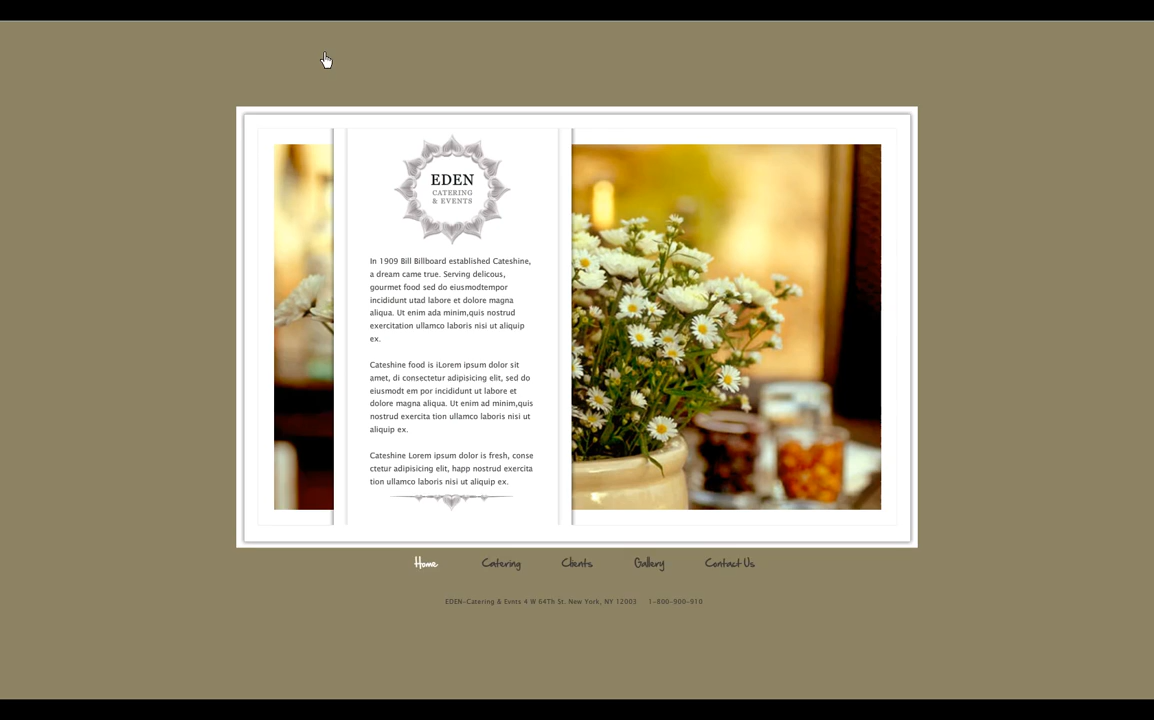 EDEN
CATERING
& EVENTS
In 1909 Bill Billboard established Cateshine,
a dream came true. Serving delicous,
gourmet food sed do eiusmodtempor
incididunt utad labore et dolore magna
aliqua. Ut enim ada minim,quis nostrud
exercitation ullamco laboris nisi ut aliquip
ex.
Cateshine food is iLorem ipsum dolor sit
amet, di consectetur adipisicing elit, sed do
eiusmodt em por incididunt ut labore et
dolore magna aliqua. Ut enim ad minim,quis
nostrud exercita tion ullamco laboris nisi ut
aliquip ex.
Cateshine Lorem ipsum dolor is fresh, conse
ctetur adipisicing elit, happ nostrud exercita
tion ullamco laboris nisi ut aliquip ex.
Home Catering Clients Gallery Contact Us
EDEN-Catering & Evnts 4 W 64Th St. New York, NY 12003 1-800-900-910